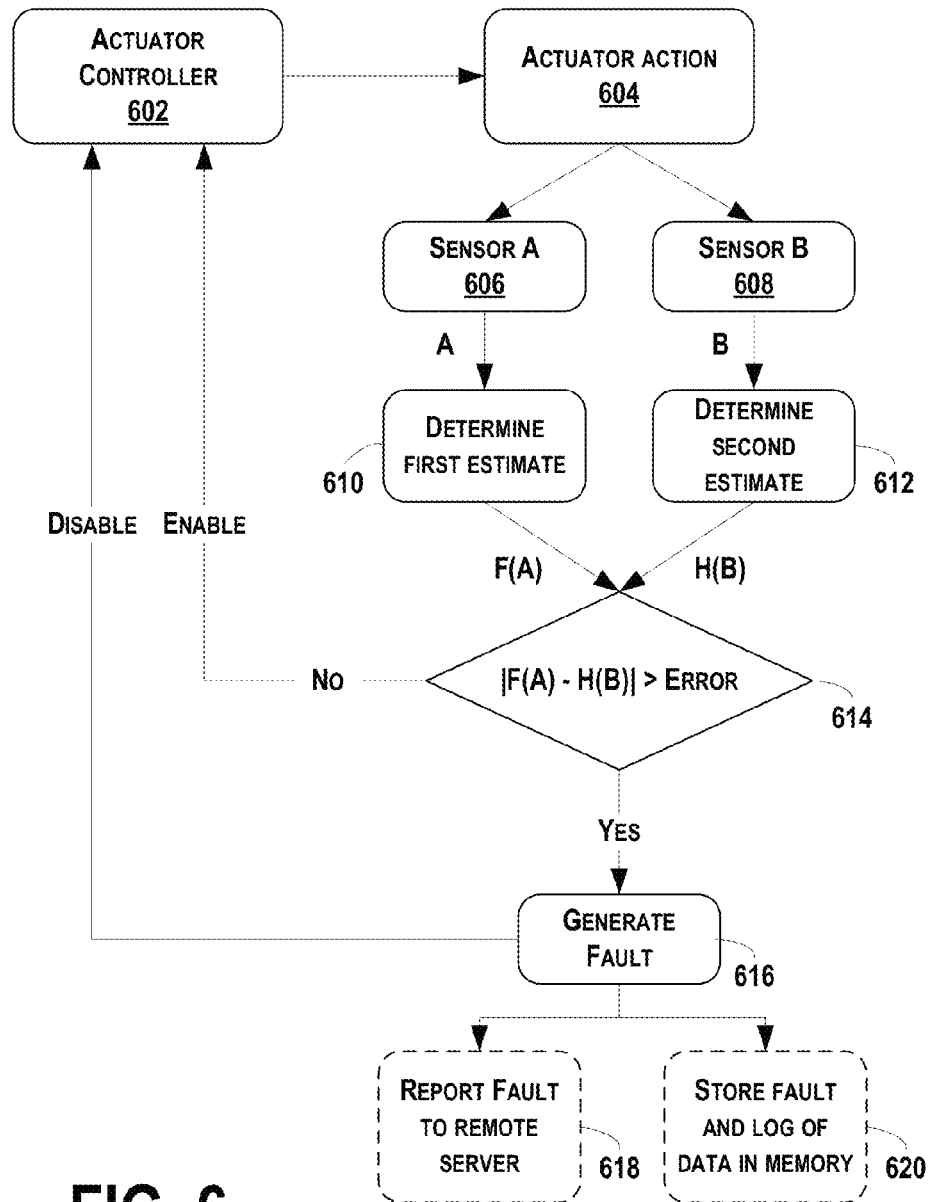 ACTUATOR
CONTROLLER
602
ACTUATOR ACTION
604
SENSOR A
606
SENSOR B
608
A
B
DETERMINE
FIRST ESTIMATE
610
DETERMINE
SECOND
ESTIMATE
612
DISABLE
ENABLE
F(A)
H(B)
|F(A) - H(B)| > ERROR
614
NO
YES
GENERATE
FAULT
616
REPORT FAULT
TO REMOTE
SERVER
618
STORE FAULT
AND LOG OF
DATA IN MEMORY
620
FIG. 6